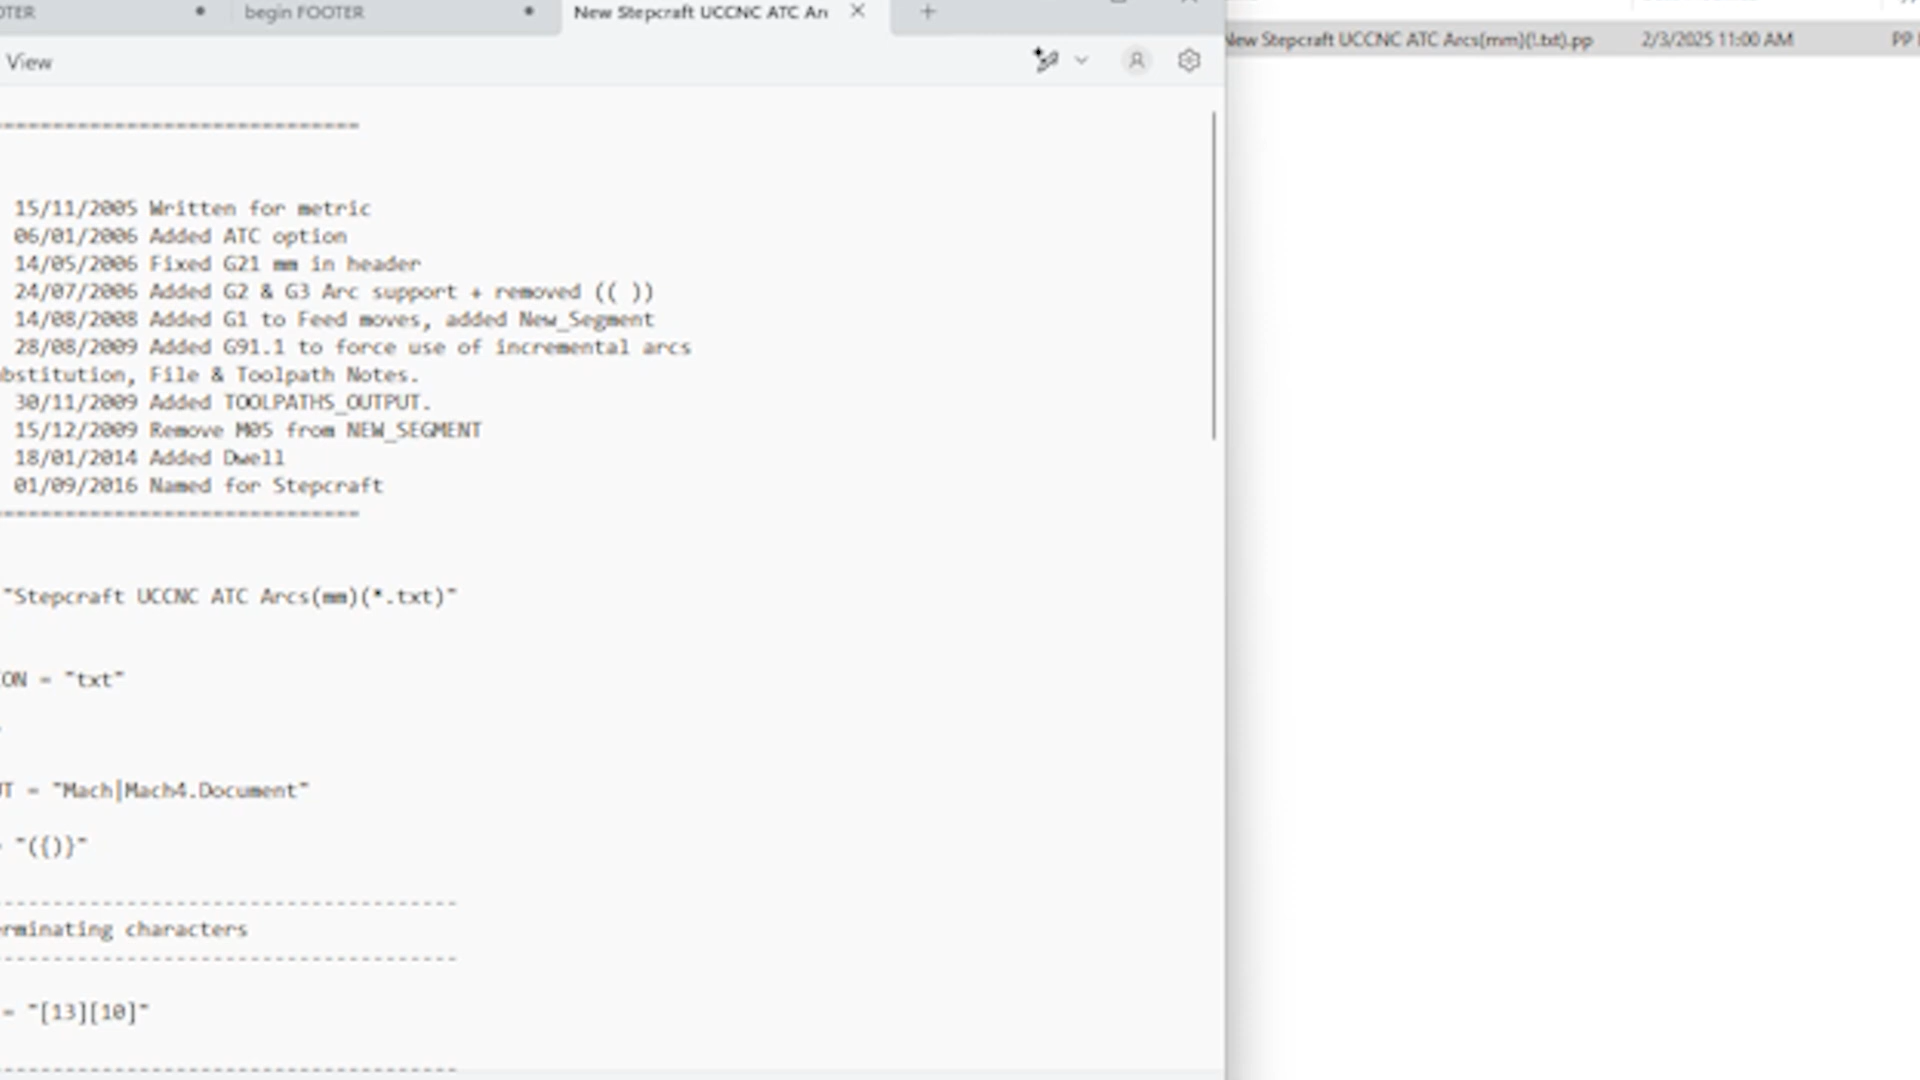 begin FOOTER
New Stepcraft UCCNC ATC Arc
New Stepcraft UCCNC ATC Arcs(mm)(!.txt).pp 2/3/2025 11:00 AM PP
View
==============================
15/11/2005 Written for metric
06/01/2006 Added ATC option
14/05/2006 Fixed G21 mm in header
24/07/2006 Added G2 & G3 Arc support + removed (( ))
14/08/2008 Added G1 to Feed moves, added New_Segment
28/08/2009 Added G91.1 to force use of incremental arcs
bstitution, File & Toolpath Notes.
30/11/2009 Added TOOLPATHS_OUTPUT.
15/12/2009 Remove M05 from NEW_SEGMENT
18/01/2014 Added Dwell
01/09/2016 Named for Stepcraft
==============================
"Stepcraft UCCNC ATC Arcs(mm)(*.txt)"
ION = "txt"
UT = "Mach|Mach4.Document"
= "({)}"
--------------------------------------
erminating characters
--------------------------------------
= "[13][10]"
--------------------------------------